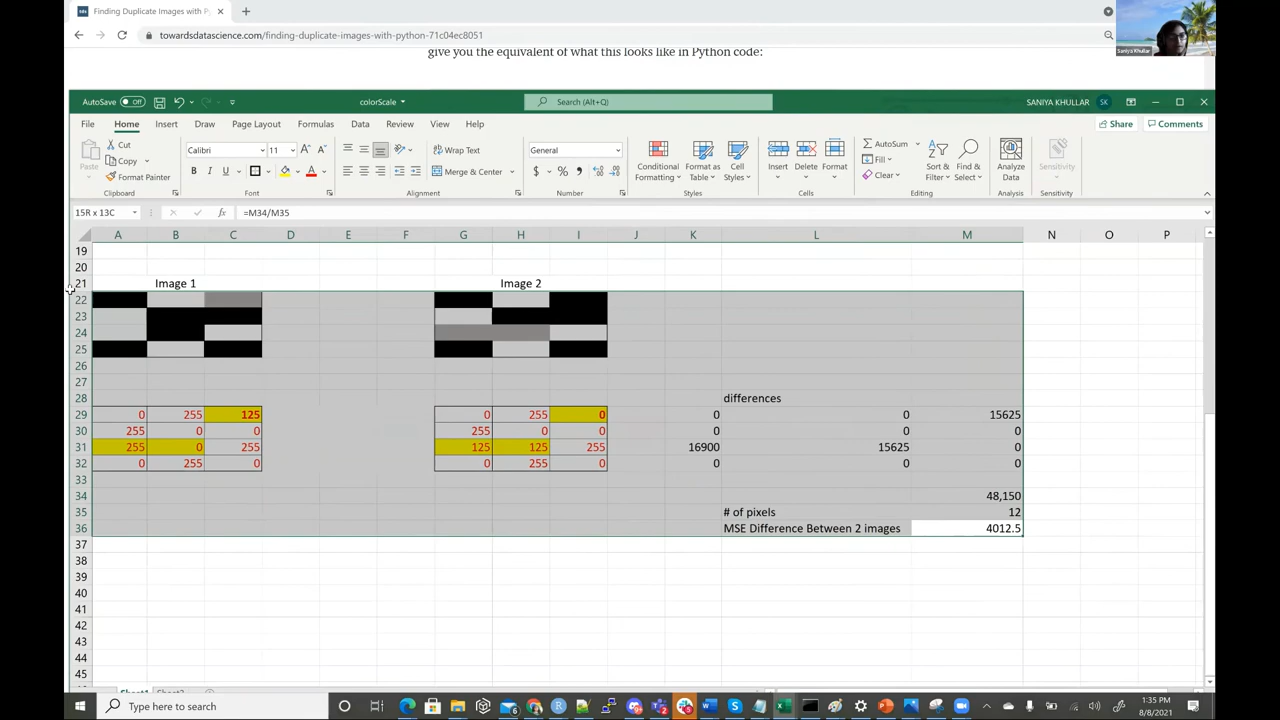 Finding Duplicate Images with P
towardsdatascience.com/finding-duplicate-images-with-python-71c04ec8051
Saniya Khullar
give you the equivalent of what this looks like in Python code:
AutoSave Off colorScale Search (Alt+Q) SANIYA KHULLAR SK
File Home Insert Draw Page Layout Formulas Data Review View Help Share Comments
Paste Cut Copy Format Painter Clipboard
Calibri 11 B I U A Font
Wrap Text Merge & Center Alignment
General $ % Number
Conditional Formatting Format as Table Cell Styles Styles
Insert Delete Format Cells
AutoSum Fill Clear Sort & Filter Find & Select Editing
Analyze Data Analysis
Sensitivity Sensitivity
15R x 13C fx =M34/M35
A B C D E F G H I J K L M N O P
19
20
21 Image 1 Image 2
22
23
24
25
26
27
28 differences
29 0 255 125 0 255 0 0 0 15625
30 255 0 0 255 0 0 0 0 0
31 255 0 255 125 125 255 16900 15625 0
32 0 255 0 0 255 0 0 0 0
33
34 48,150
35 # of pixels 12
36 MSE Difference Between 2 images 4012.5
37
38
39
40
41
42
43
44
45
Sheet1 Sheet2
Type here to search
1:35 PM
8/8/2021